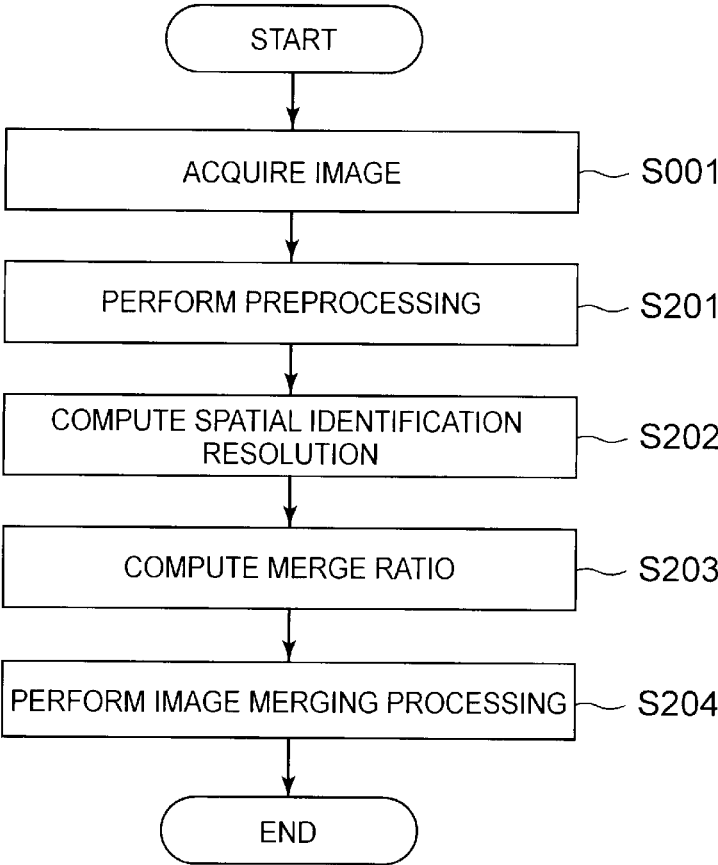 START
ACQUIRE IMAGE
S001
PERFORM PREPROCESSING
S201
COMPUTE SPATIAL IDENTIFICATION
RESOLUTION
S202
COMPUTE MERGE RATIO
S203
PERFORM IMAGE MERGING PROCESSING
S204
END